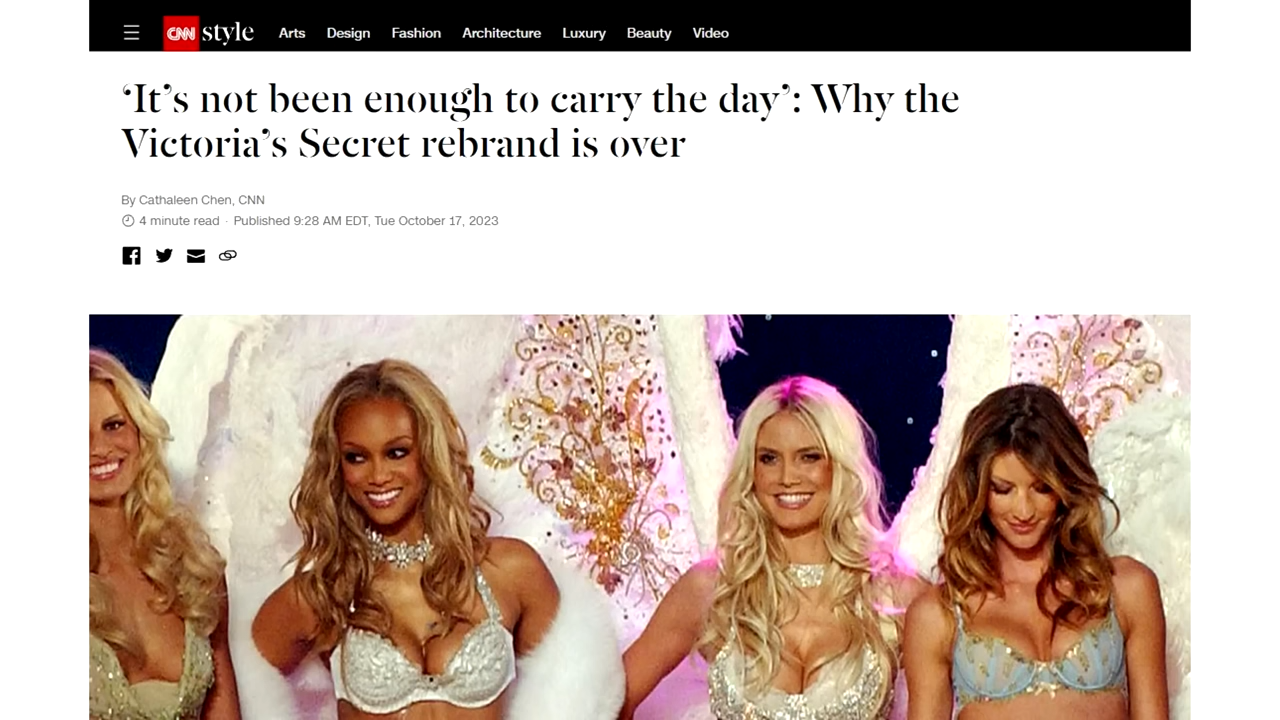 CNN style Arts Design Fashion Architecture Luxury Beauty Video
‘It’s not been enough to carry the day’: Why the
Victoria’s Secret rebrand is over
By Cathaleen Chen, CNN
4 minute read · Published 9:28 AM EDT, Tue October 17, 2023